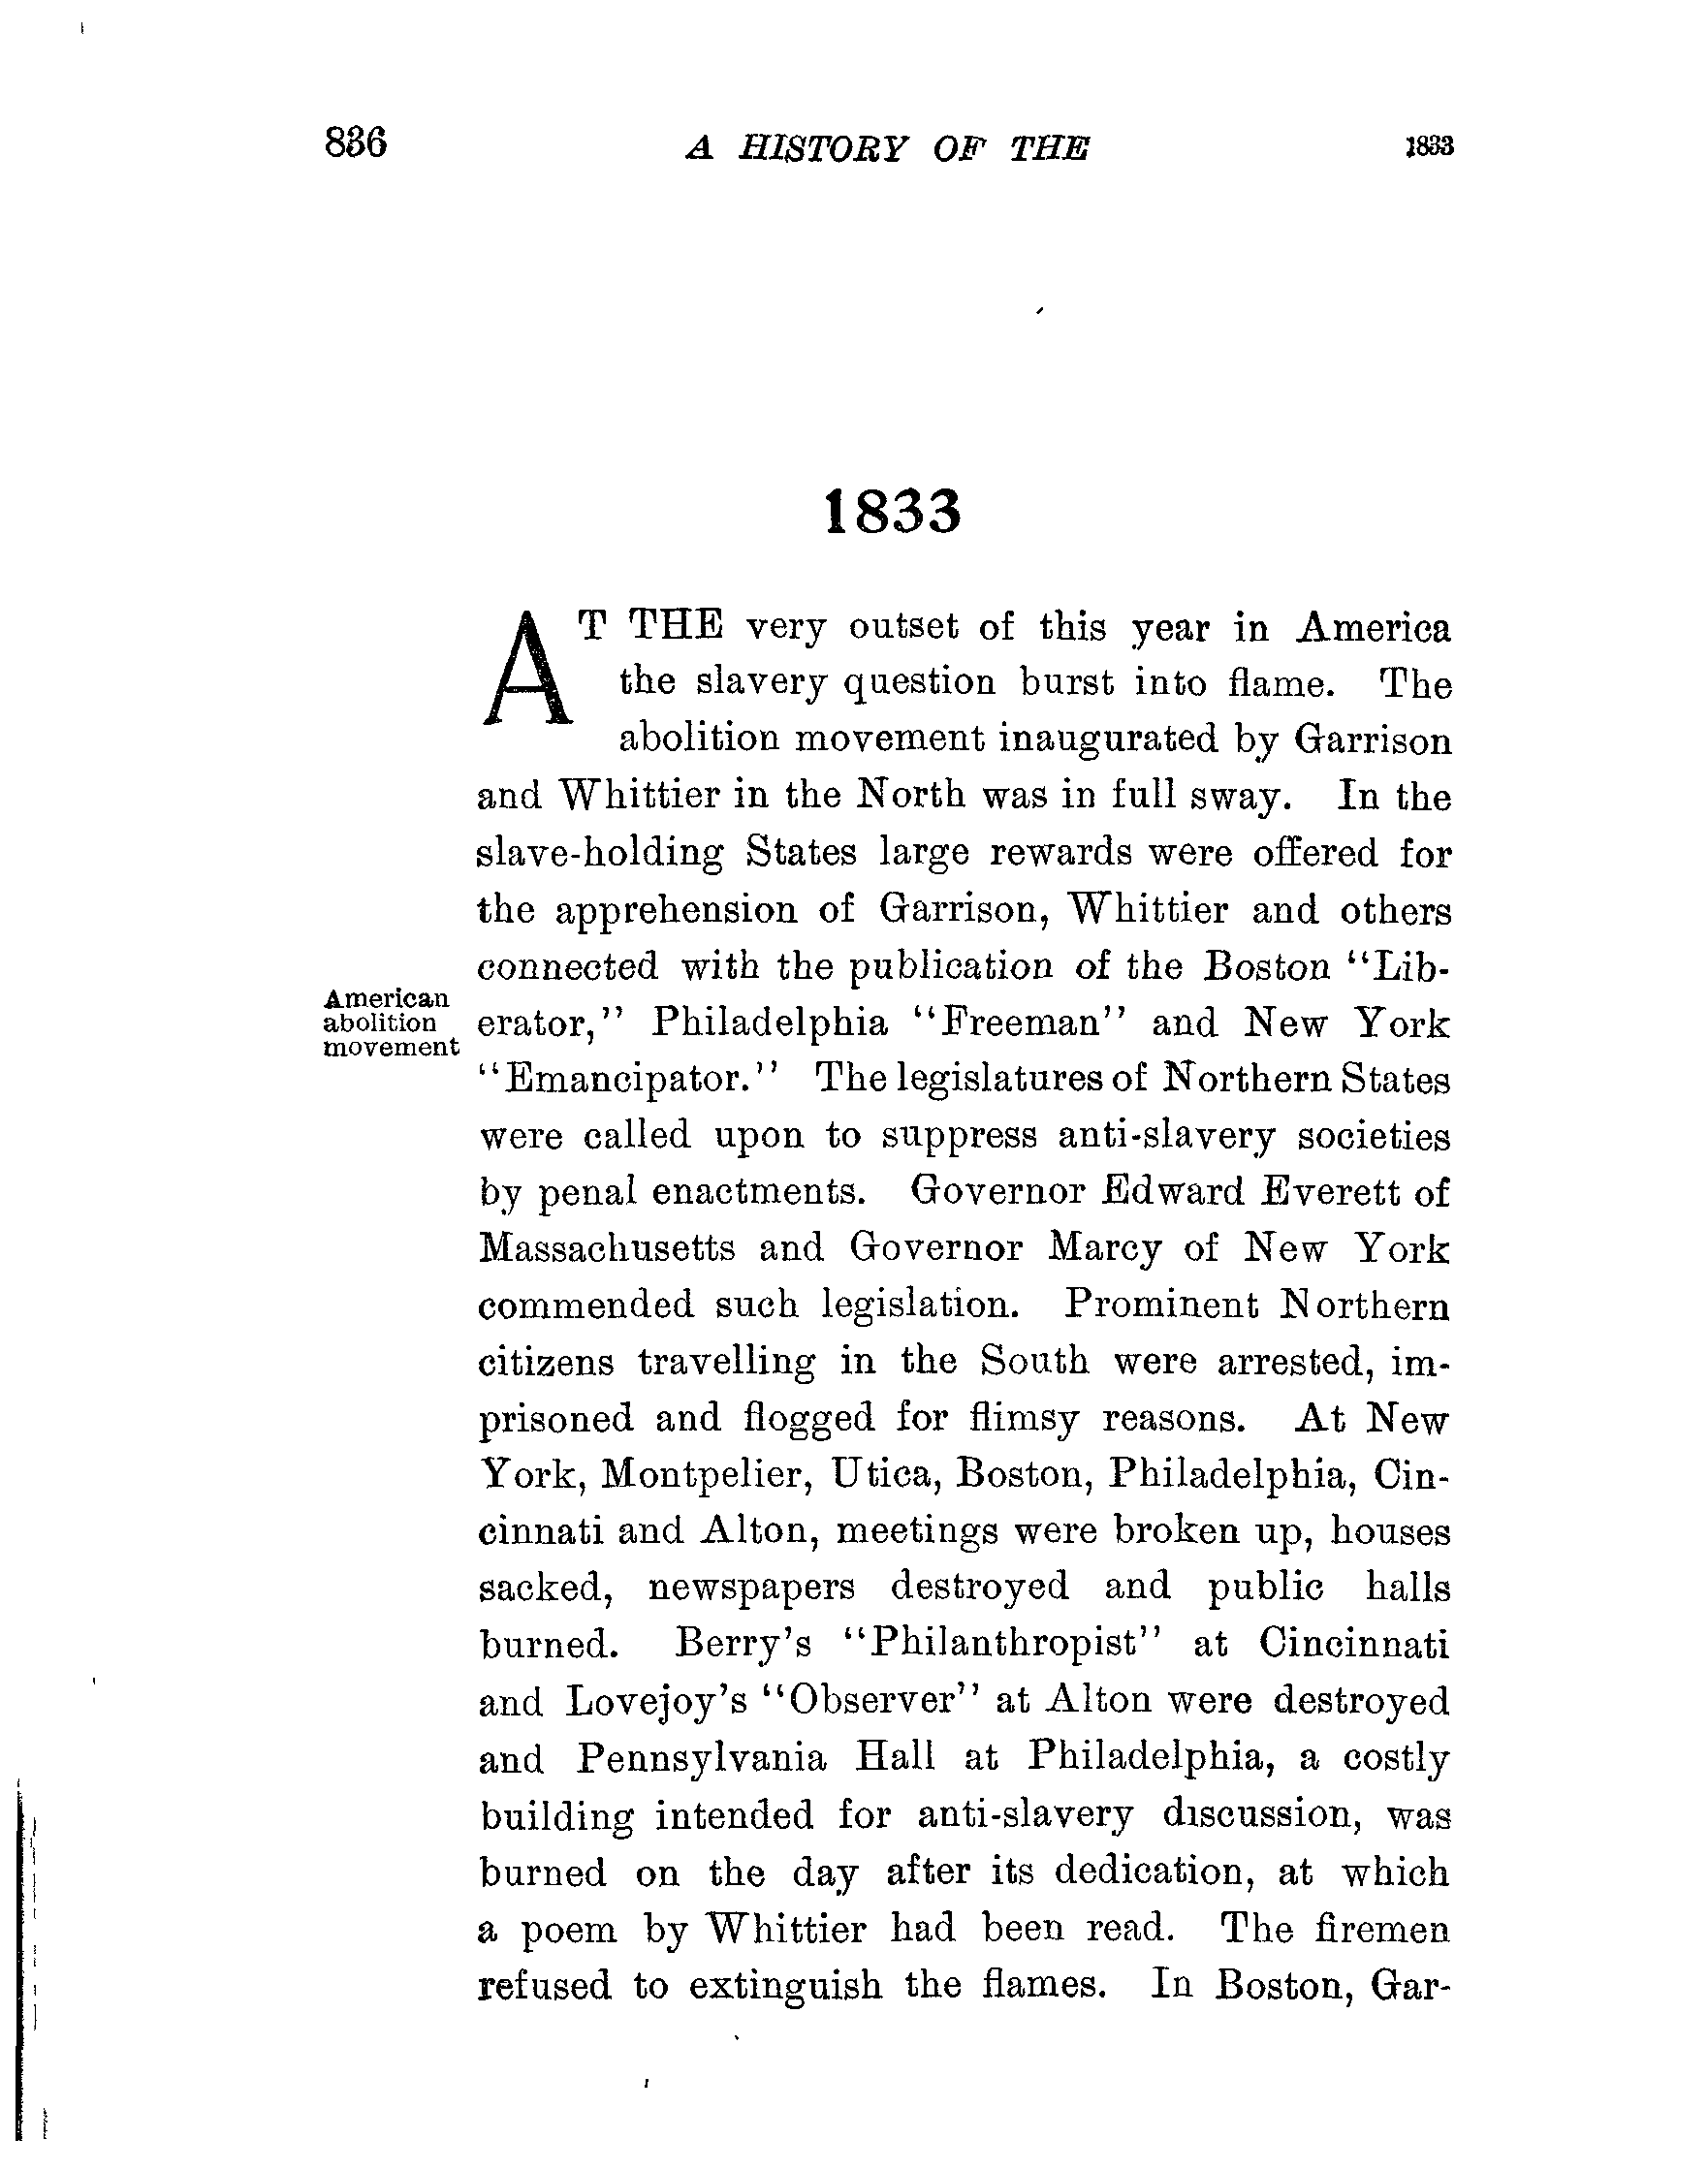 836 A HISTORY OF THE 1833
1833
AT THE very outset of this year in America
the slavery question burst into flame. The
abolition movement inaugurated by Garrison
and Whittier in the North was in full sway. In the
slave-holding States large rewards were offered for
the apprehension of Garrison, Whittier and others
connected with the publication of the Boston "Lib-
American
abolition
movement
erator," Philadelphia "Freeman" and New York
"Emancipator." The legislatures of Northern States
were called upon to suppress anti-slavery societies
by penal enactments. Governor Edward Everett of
Massachusetts and Governor Marcy of New York
commended such legislation. Prominent Northern
citizens travelling in the South were arrested, im-
prisoned and flogged for flimsy reasons. At New
York, Montpelier, Utica, Boston, Philadelphia, Cin-
cinnati and Alton, meetings were broken up, houses
sacked, newspapers destroyed and public halls
burned. Berry's "Philanthropist" at Cincinnati
and Lovejoy's "Observer" at Alton were destroyed
and Pennsylvania Hall at Philadelphia, a costly
building intended for anti-slavery discussion, was
burned on the day after its dedication, at which
a poem by Whittier had been read. The firemen
refused to extinguish the flames. In Boston, Gar-